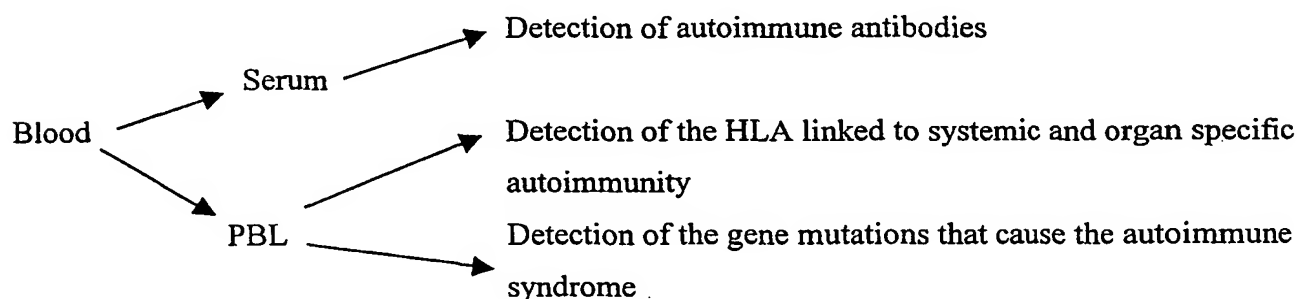 Detection of autoimmune antibodies
Serum
Blood
Detection of the HLA linked to systemic and organ specific
autoimmunity
PBL
Detection of the gene mutations that cause the autoimmune
syndrome